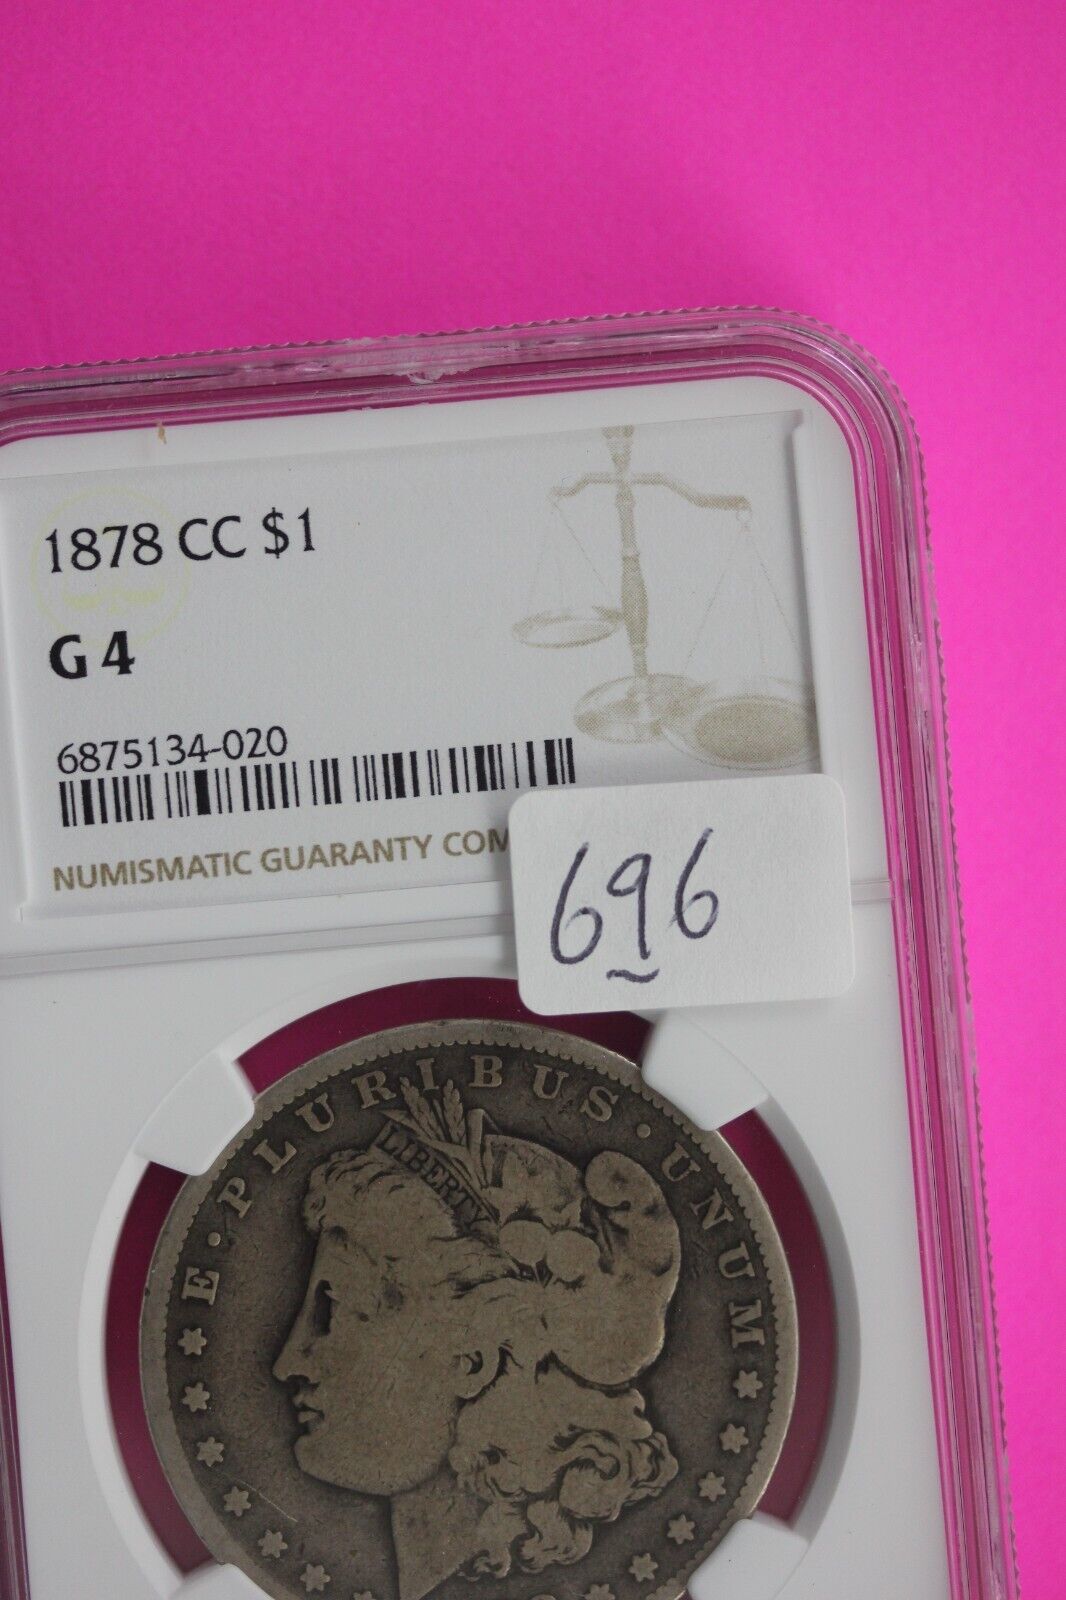 1878 CC $1
G 4
6875134-020
NUMISMATIC GUARANTY COM
696
E · PLURIBUS · UNUM
LIBERTY